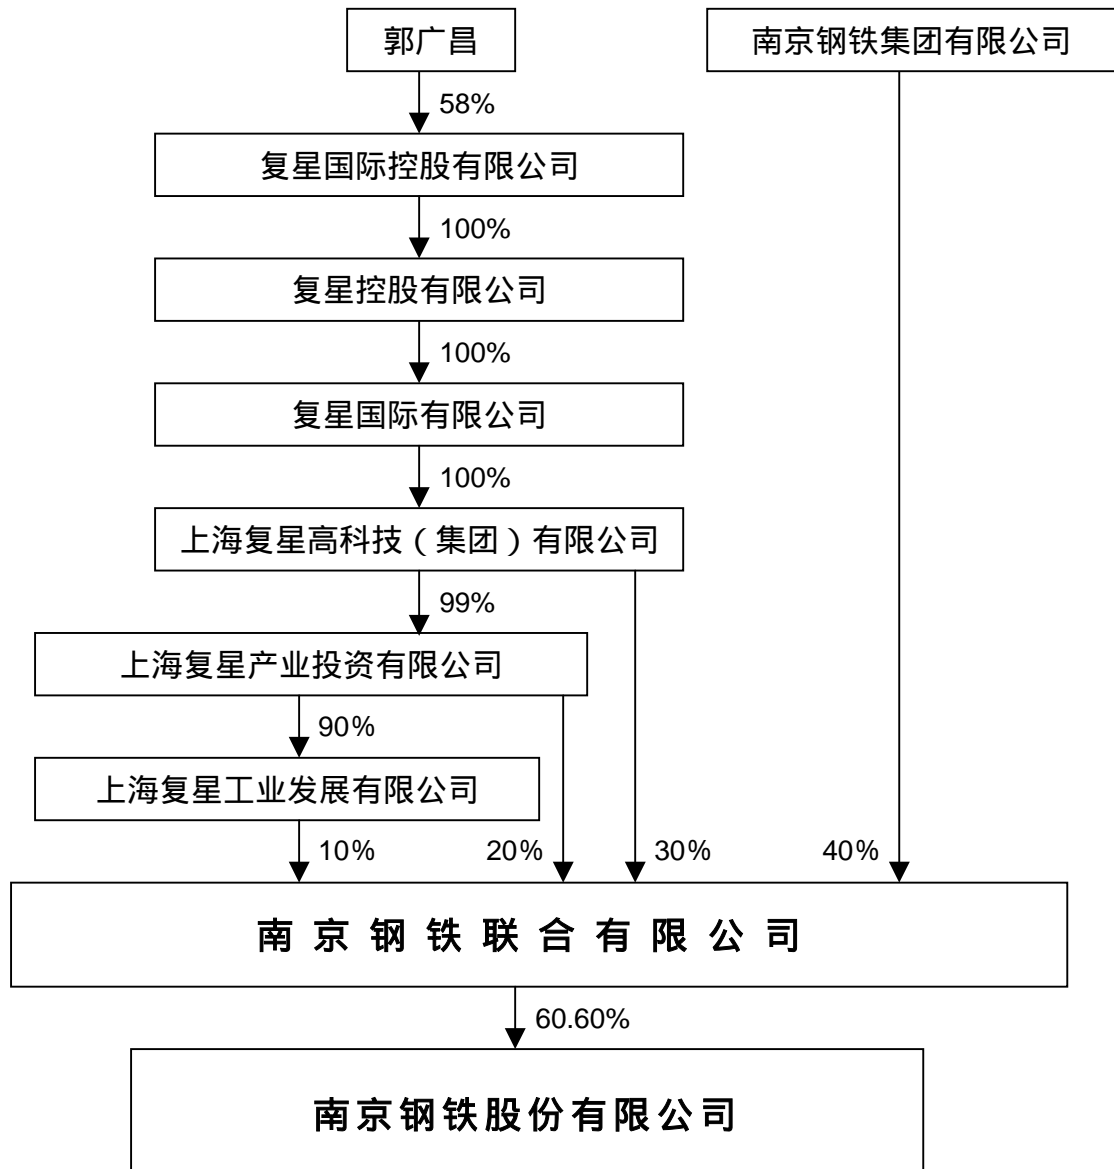 郭广昌
南京钢铁集团有限公司
58%
复星国际控股有限公司
100%
复星控股有限公司
100%
复星国际有限公司
100%
上海复星高科技（集团）有限公司
99%
上海复星产业投资有限公司
90%
上海复星工业发展有限公司
10%
20%
30%
40%
南京钢铁联合有限公司
60.60%
南京钢铁股份有限公司